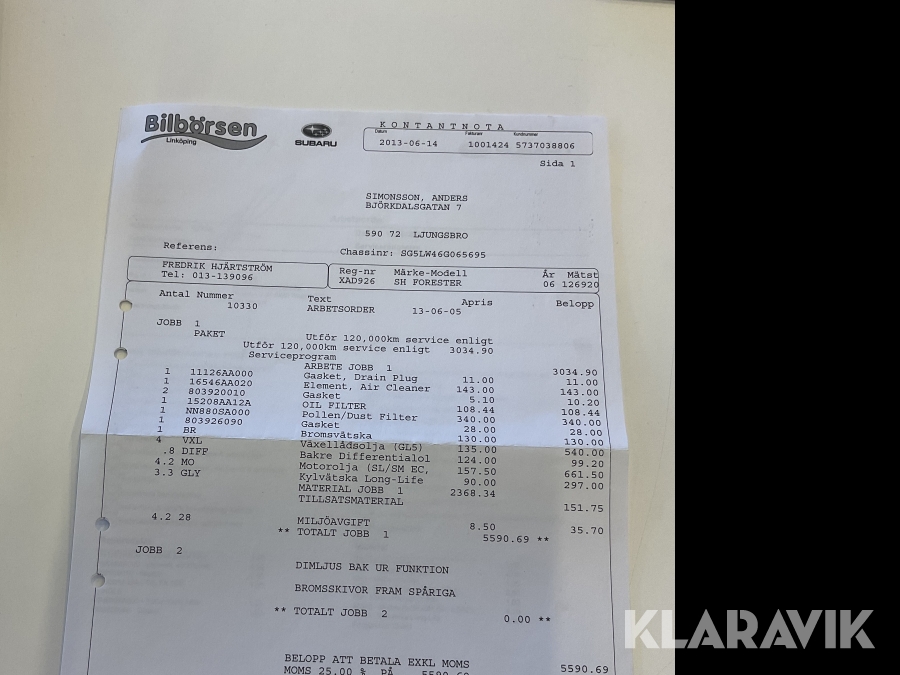 Bilbörsen
Linköping
SUBARU
KONTANTNOTA
Datum Fakturanr Kundnummer
2013-06-14 1001424 5737038806
Sida 1
SIMONSSON, ANDERS
BJÖRKDALSGATAN 7
590 72 LJUNGSBRO
Referens:
Chassinr: SG5LW46G065695
FREDRIK HJÄRTSTRÖM
Tel: 013-139096
Reg-nr Märke-Modell År Mätst
XAD926 SH FORESTER 06 126920
Antal Nummer Text Apris Belopp
10330 ARBETSORDER 13-06-05
JOBB 1
PAKET Utför 120,000km service enligt
Utför 120,000km service enligt 3034.90
Serviceprogram
ARBETE JOBB 1 3034.90
1 11126AA000 Gasket, Drain Plug 11.00 11.00
1 16546AA020 Element, Air Cleaner 143.00 143.00
2 803920010 Gasket 5.10 10.20
1 15208AA12A OIL FILTER 108.44 108.44
1 NN880SA000 Pollen/Dust Filter 340.00 340.00
1 803926090 Gasket 28.00 28.00
1 BR Bromsvätska 130.00 130.00
4 VXL Växellådsolja (GL5) 135.00 540.00
.8 DIFF Bakre Differentialol 124.00 99.20
4.2 MO Motorolja (SL/SM EC, 157.50 661.50
3.3 GLY Kylvätska Long-Life 90.00 297.00
MATERIAL JOBB 1 2368.34
TILLSATSMATERIAL 151.75
4.2 28 MILJÖAVGIFT 8.50 35.70
** TOTALT JOBB 1 5590.69 **
JOBB 2
DIMLJUS BAK UR FUNKTION
BROMSSKIVOR FRAM SPÅRIGA
** TOTALT JOBB 2 0.00 **
BELOPP ATT BETALA EXKL MOMS 5590.69
MOMS 25.00 % PÅ 5590.69
KLARAVIK